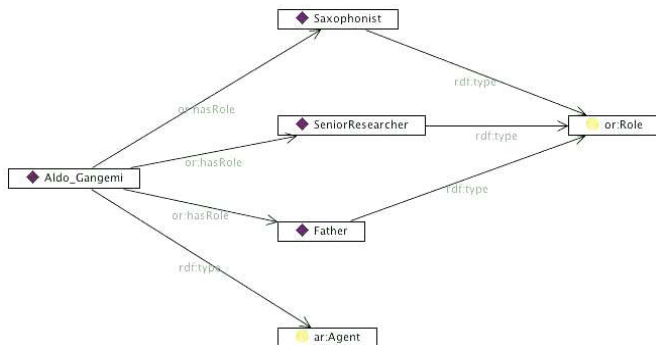 Saxophonist
rdf:type
or:hasRole
SeniorResearcher
or:Role
rdf:type
or:hasRole
Aldo_Gangemi
rdf:type
or:hasRole
Father
rdf:type
ar:Agent